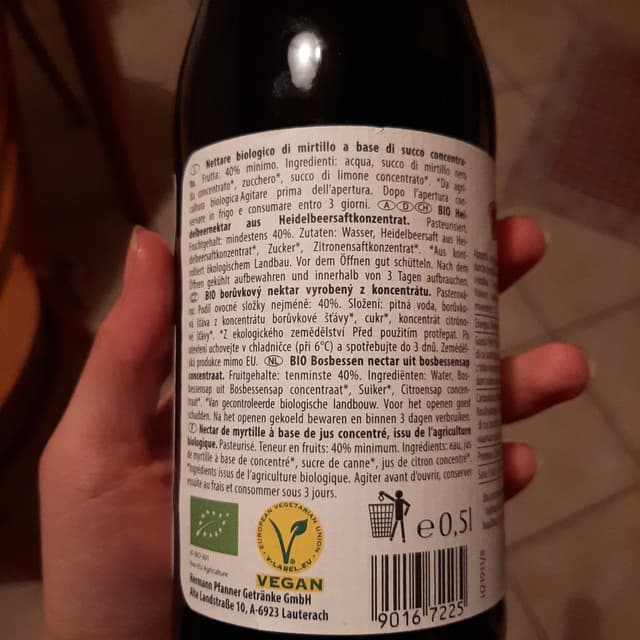 Ⓘ Nettare biologico di mirtillo a base di succo concentra-
to. Frutta: 40% minimo. Ingredienti: acqua, succo di mirtillo nero
da concentrato*, zucchero*, succo di limone concentrato*. *Da agri-
coltura biologica Agitare prima dell'apertura. Dopo l'apertura con-
servare in frigo e consumare entro 3 giorni. Ⓐ Ⓓ CH BIO Hei-
delbeernektar aus Heidelbeersaftkonzentrat. Pasteurisiert.
Fruchtgehalt: mindestens 40%. Zutaten: Wasser, Heidelbeersaft aus Hei-
delbeersaftkonzentrat*, Zucker*, Zitronensaftkonzentrat*. *Aus kont-
rolliert ökologischem Landbau. Vor dem Öffnen gut schütteln. Nach dem
Öffnen gekühlt aufbewahren und innerhalb von 3 Tagen aufbrauchen.
CZ BIO borůvkový nektar vyrobený z koncentrátu. Pasterová-
no. Podíl ovocné složky nejméně: 40%. Složení: pitná voda, borůvko-
vá šťáva z koncentrátu borůvkové šťávy*, cukr*, koncentrát citróno-
vé šťávy*. *Z ekologického zemědělství Před použitím protřepat. Po
otevření uchovejte v chladničce (při 6°C) a spotřebujte do 3 dnů. Zeměděl-
ská produkce mimo EU. NL BIO Bosbessen nectar uit bosbessensap
concentraat. Fruitgehalte: tenminste 40%. Ingrediënten: Water, Bos-
bessensap uit Bosbessensap concentraat*, Suiker*, Citroensap concen-
traat*. *Van gecontroleerde biologische landbouw. Voor het openen goed
schudden. Na het openen gekoeld bewaren en binnen 3 dagen verbruiken.
Ⓕ Nectar de myrtille à base de jus concentré, issu de l'agriculture
biologique. Pasteurisé. Teneur en fruits: 40% minimum. Ingrédients: eau, jus
de myrtille à base de concentré*, sucre de canne*, jus de citron concentré*.
*Ingredients issus de l'agriculture biologique. Agiter avant d'ouvrir, conserver
ensuite au frais et consommer sous 3 jours.
EUROPEAN VEGETARIAN UNION
V-LABEL.EU
VEGAN
AT-BIO-301
Nicht-EU Agriculture
Hermann Pfanner Getränke GmbH
Alte Landstraße 10, A-6923 Lauterach
e 0,5l
9016 7225